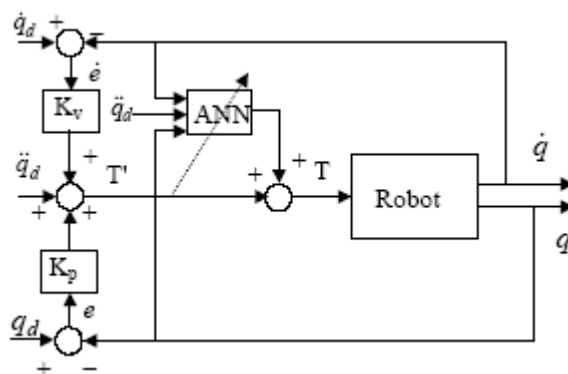 q̇d + −
ė
Kv
q̈d
ANN
+
q̈d
+ +
T'
+ +
T
Robot
q̇
q
Kp
e
qd
+ −